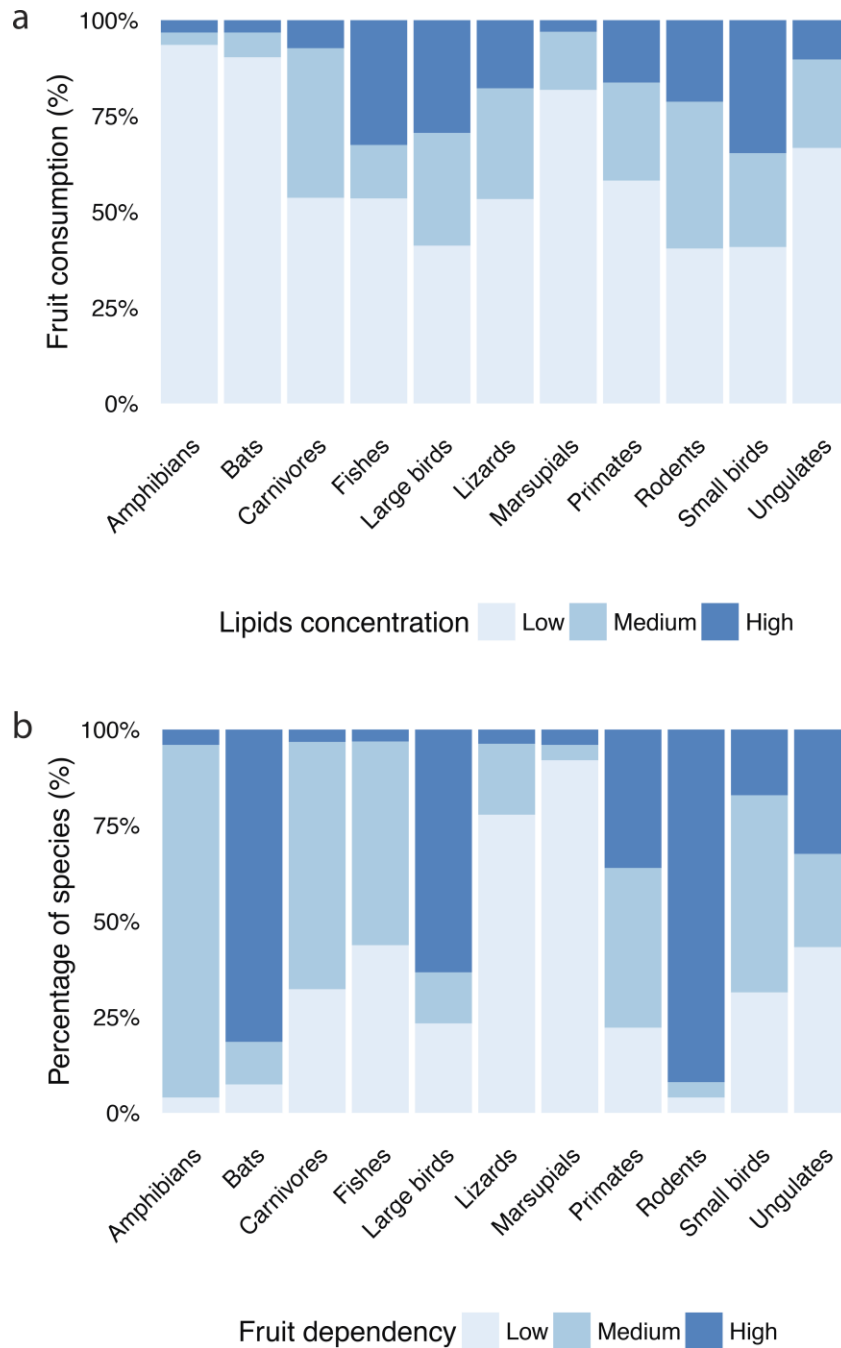 a
Fruit consumption (%)
100%
75%
50%
25%
0%
Amphibians
Bats
Carnivores
Fishes
Large birds
Lizards
Marsupials
Primates
Rodents
Small birds
Ungulates
Lipids concentration Low Medium High
b
Percentage of species (%)
100%
75%
50%
25%
0%
Amphibians
Bats
Carnivores
Fishes
Large birds
Lizards
Marsupials
Primates
Rodents
Small birds
Ungulates
Fruit dependency Low Medium High